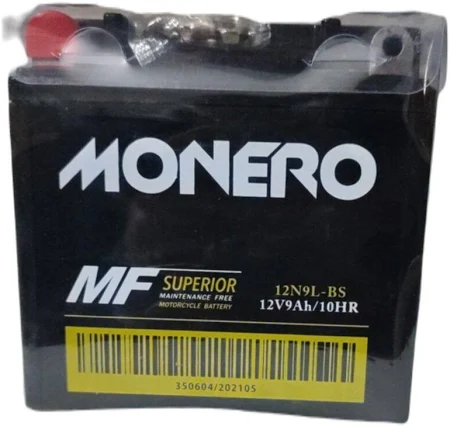 MONERO
MF SUPERIOR
MAINTENANCE FREE
MOTORCYCLE BATTERY
12N9L-BS
12V9Ah/10HR
350604/202105